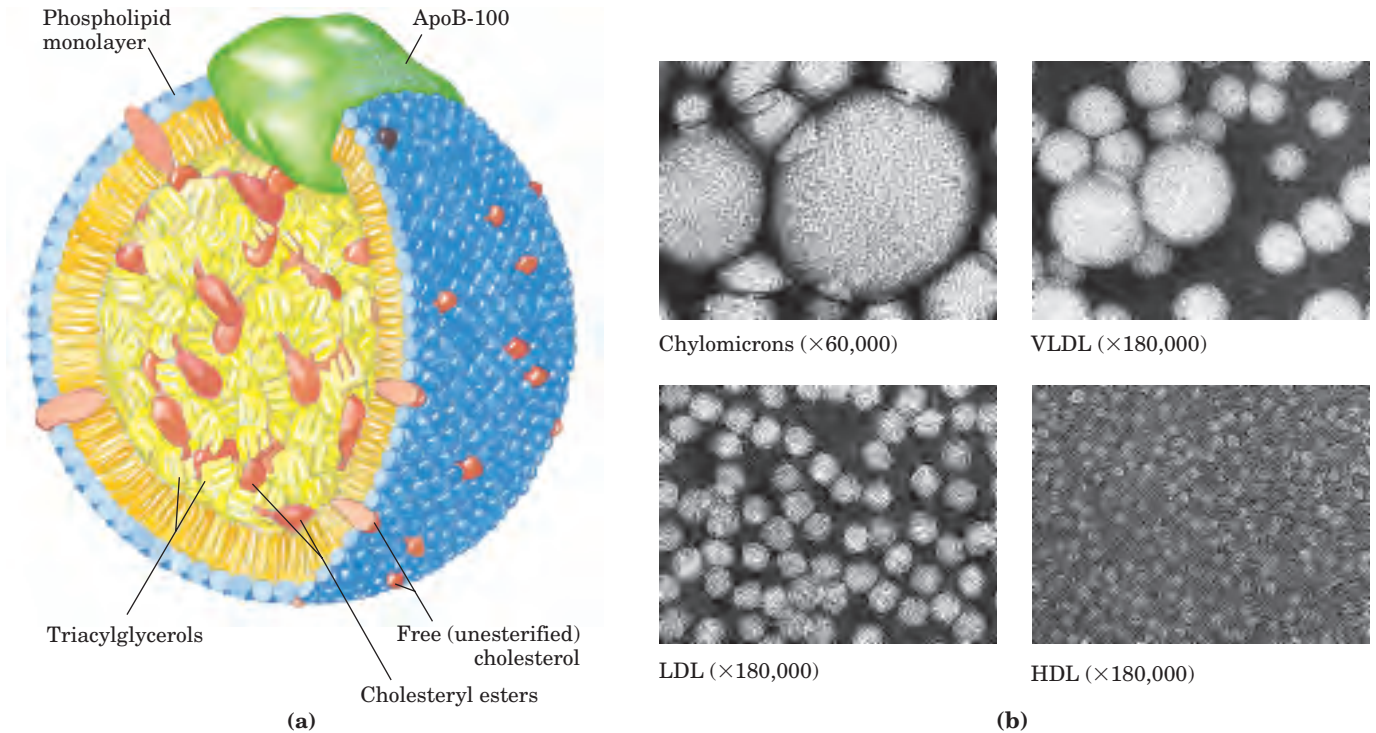 Phospholipid
monolayer
ApoB-100
Triacylglycerols
Free (unesterified)
cholesterol
Cholesteryl esters
(a)
Chylomicrons (×60,000)
VLDL (×180,000)
LDL (×180,000)
HDL (×180,000)
(b)